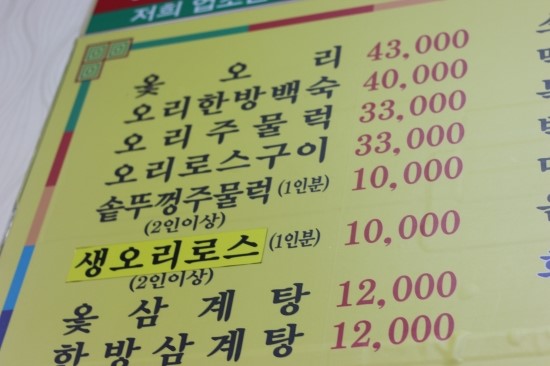 저희 업소는
옻 오 리 43,000
오리한방백숙 40,000
오 리 주 물 럭 33,000
오리로스구이 33,000
솥뚜껑주물럭(1인분) 10,000
(2인이상)
생오리로스(1인분) 10,000
(2인이상)
옻 삼 계 탕 12,000
한방삼계탕 12,000